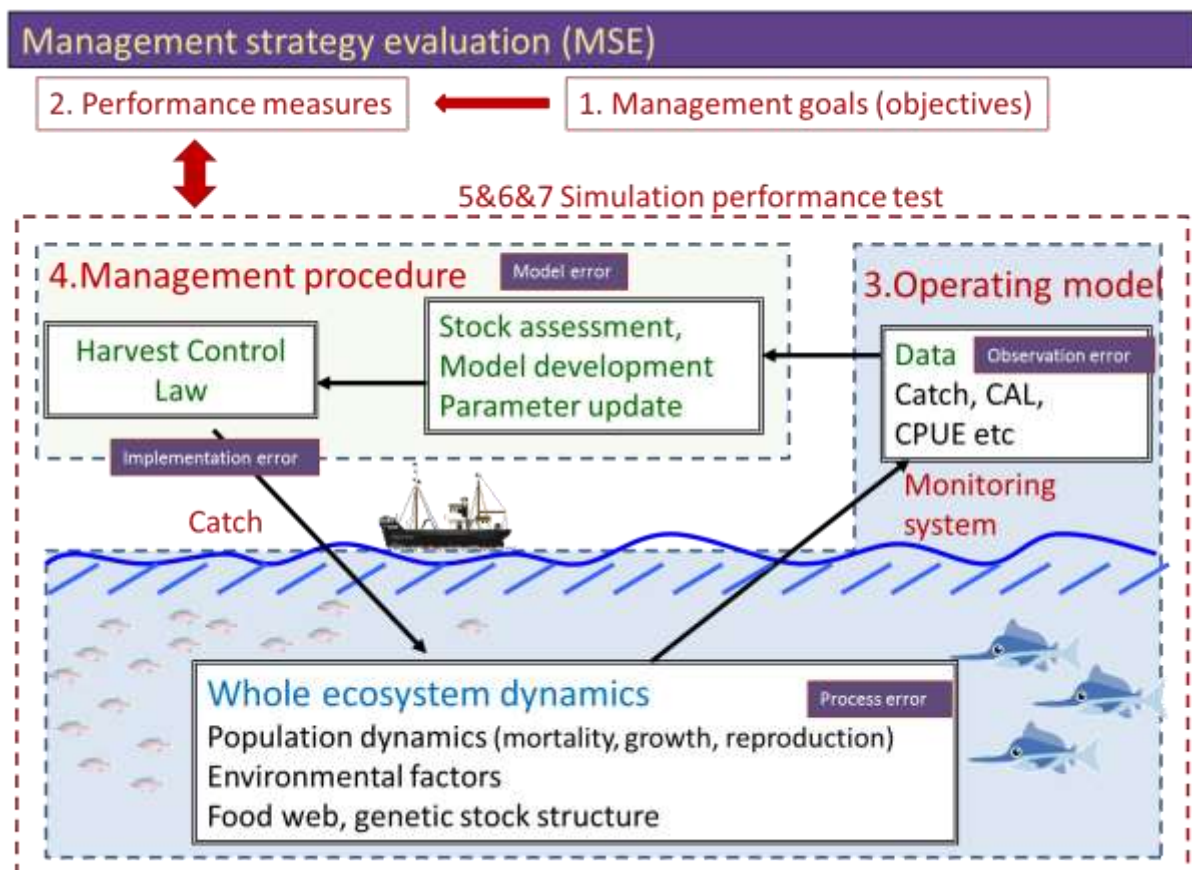 Management strategy evaluation (MSE)
2. Performance measures
1. Management goals (objectives)
5&6&7 Simulation performance test
4.Management procedure
Model error
3.Operating model
Harvest Control
Law
Stock assessment,
Model development
Parameter update
Data
Observation error
Catch, CAL,
CPUE etc
Implementation error
Catch
Monitoring
system
Whole ecosystem dynamics
Process error
Population dynamics (mortality, growth, reproduction)
Environmental factors
Food web, genetic stock structure